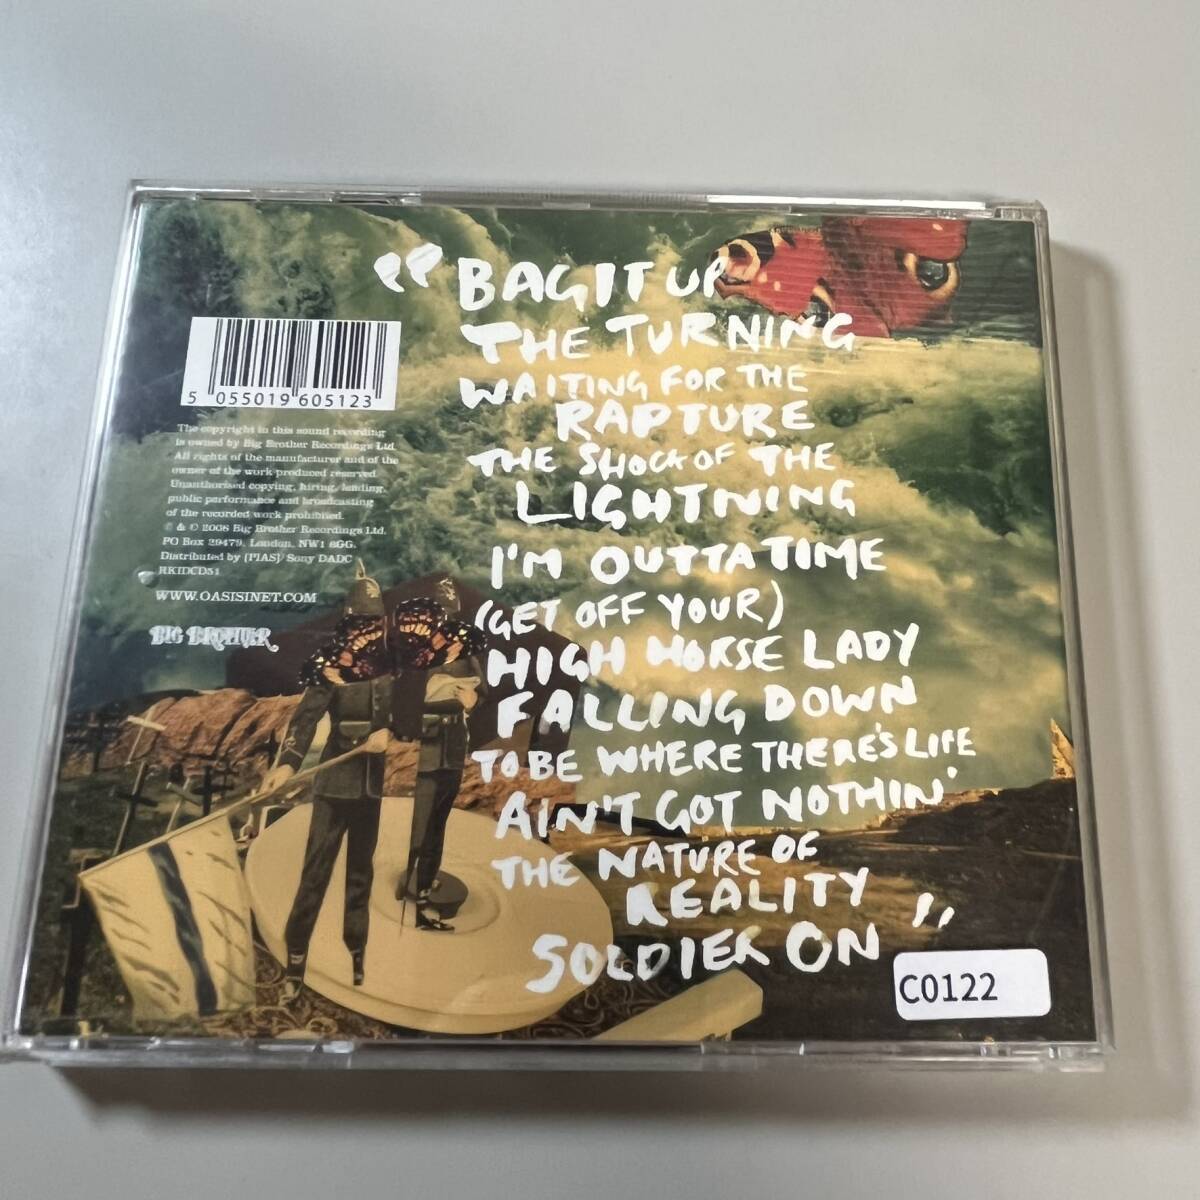 “BAG IT UP
THE TURNING
WAITING FOR THE
RAPTURE
THE SHOCK OF THE
LIGHTNING
I'M OUTTA TIME
(GET OFF YOUR)
HIGH HORSE LADY
FALLING DOWN
TO BE WHERE THERE'S LIFE
AIN'T GOT NOTHIN'
THE NATURE OF
REALITY
SOLDIER ON”
5 055019 605123
The copyright in this sound recording
is owned by Big Brother Recordings Ltd.
All rights of the manufacturer and of the
owner of the work produced reserved.
Unauthorised copying, hiring, lending,
public performance and broadcasting
of the recorded work prohibited.
℗ & © 2008 Big Brother Recordings Ltd.
PO Box 29479, London, NW1 8GG.
Distributed by [PIAS]/ Sony DADC
RKIDCD51
WWW.OASISINET.COM
BIG BROTHER
C0122